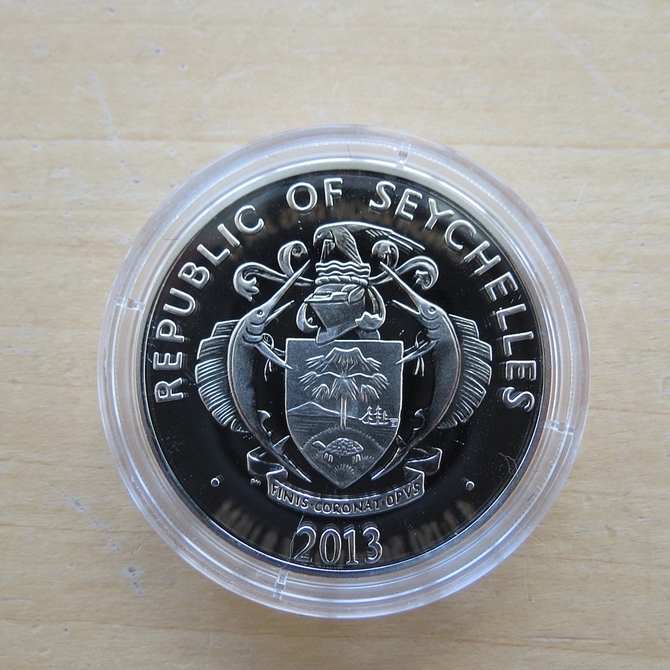 REPUBLIC OF SEYCHELLES
FINIS·CORONAT·OPVS
2013